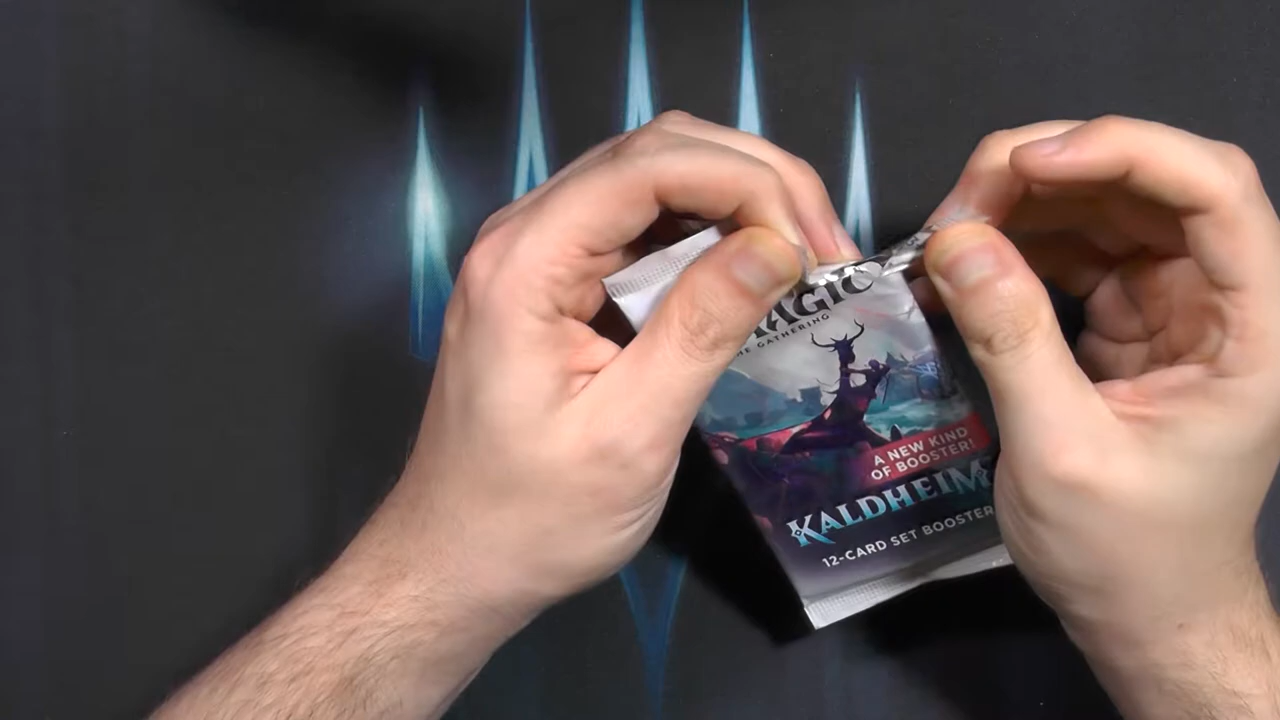 MAGIC
THE GATHERING
A NEW KIND
OF BOOSTER!
KALDHEIM
12-CARD SET BOOSTER